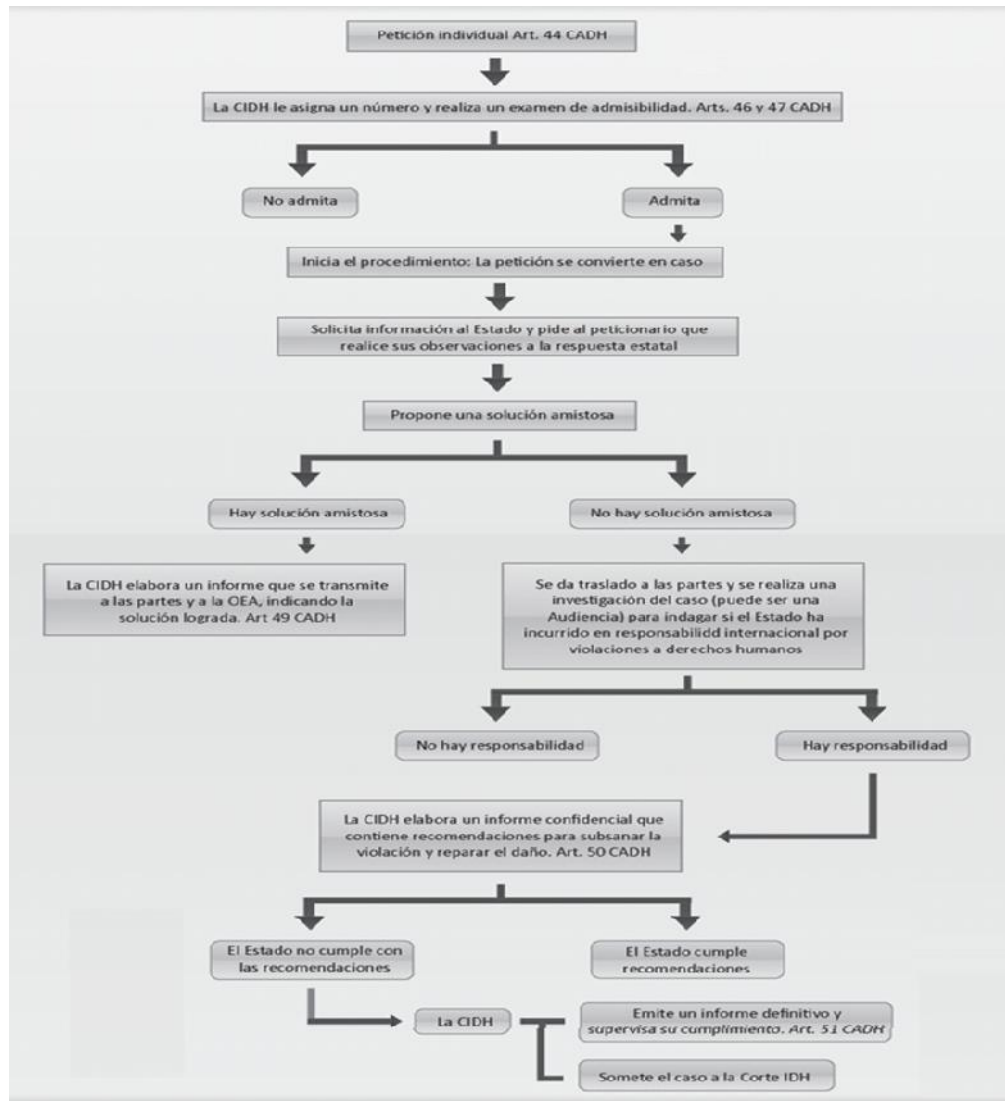 Petición individual Art. 44 CADH
La CIDH le asigna un número y realiza un examen de admisibilidad. Arts. 46 y 47 CADH
No admita
Admita
Inicia el procedimiento: La petición se convierte en caso
Solicita información al Estado y pide al peticionario que
realice sus observaciones a la respuesta estatal
Propone una solución amistosa
Hay solución amistosa
No hay solución amistosa
La CIDH elabora un informe que se transmite
a las partes y a la OEA, indicando la
solución lograda. Art 49 CADH
Se da traslado a las partes y se realiza una
investigación del caso (puede ser una
Audiencia) para indagar si el Estado ha
incurrido en responsabilidd internacional por
violaciones a derechos humanos
No hay responsabilidad
Hay responsabilidad
La CIDH elabora un informe confidencial que
contiene recomendaciones para subsanar la
violación y reparar el daño. Art. 50 CADH
El Estado no cumple con
las recomendaciones
El Estado cumple
recomendaciones
La CIDH
Emite un informe definitivo y
supervisa su cumplimiento. Art. 51 CADH
Somete el caso a la Corte IDH